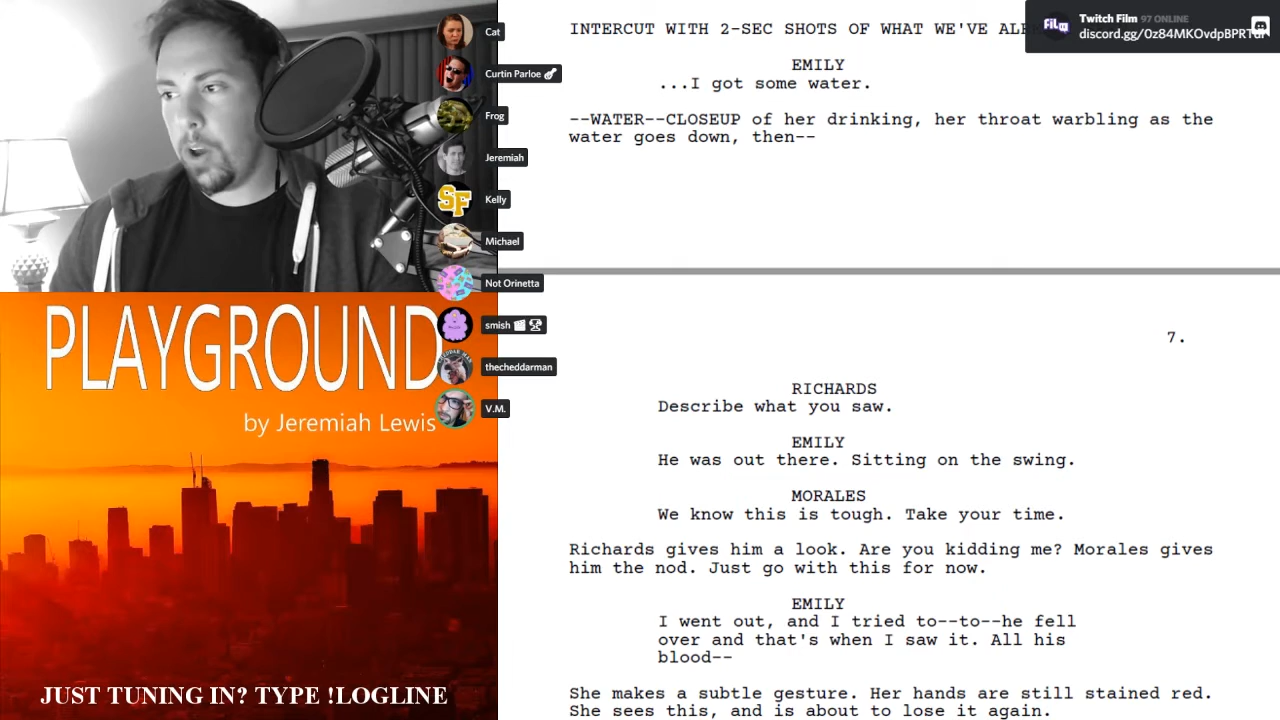 Cat
Curtin Parloe
Frog
Jeremiah
Kelly
SF
Michael
Not Orinetta
smish
thecheddarman
V.M.
PLAYGROUND
by Jeremiah Lewis
JUST TUNING IN? TYPE !LOGLINE
FiLM
Twitch Film 97 ONLINE
INTERCUT WITH 2-SEC SHOTS OF WHAT WE'VE
EMILY
...I got some water.
--WATER--CLOSEUP of her drinking, her throat warbling as the
water goes down, then--
7.
RICHARDS
Describe what you saw.
EMILY
He was out there. Sitting on the swing.
MORALES
We know this is tough. Take your time.
Richards gives him a look. Are you kidding me? Morales gives
him the nod. Just go with this for now.
EMILY
I went out, and I tried to--to--he fell
over and that's when I saw it. All his
blood--
She makes a subtle gesture. Her hands are still stained red.
She sees this, and is about to lose it again.